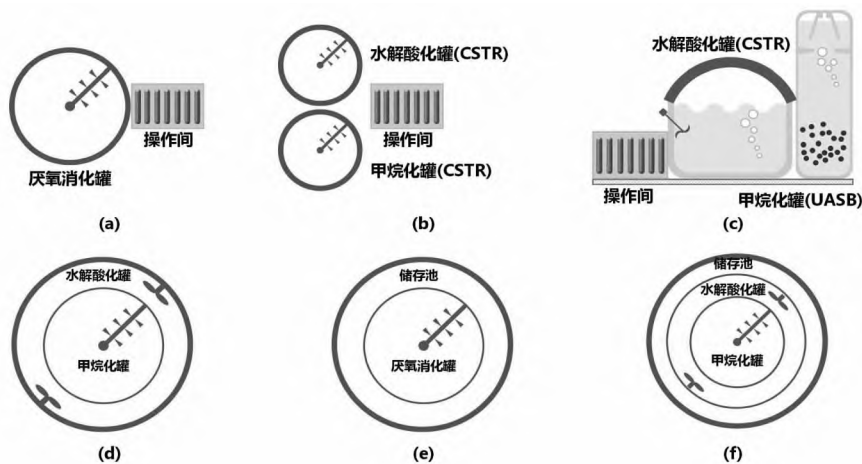 操作间
厌氧消化罐
(a)
水解酸化罐(CSTR)
操作间
甲烷化罐(CSTR)
(b)
水解酸化罐(CSTR)
操作间
甲烷化罐(UASB)
(c)
水解酸化罐
甲烷化罐
(d)
储存池
厌氧消化罐
(e)
储存池
水解酸化罐
甲烷化罐
(f)